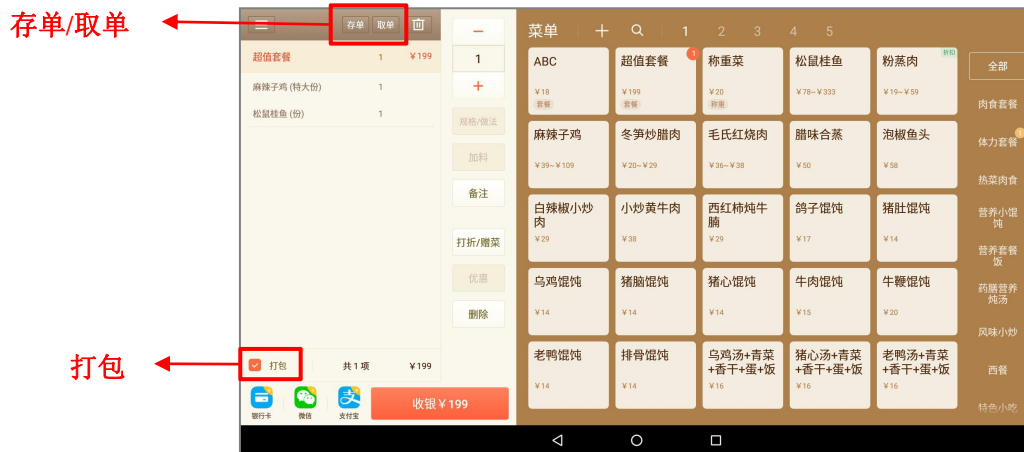 存单/取单
打包
存单 取单
超值套餐 1 ￥199
麻辣子鸡 (特大份) 1
松鼠桂鱼 (份) 1
打包 共 1 项 ￥199
银行卡 微信 支付宝
收银￥199
1
规格/做法
加料
备注
打折/赠菜
优惠
删除
菜单 1 2 3 4 5
ABC
￥18
套餐
超值套餐
1
￥199
套餐
称重菜
￥20
称重
松鼠桂鱼
￥78~￥333
粉蒸肉
折扣
￥19~￥59
麻辣子鸡
￥39~￥109
冬笋炒腊肉
￥20~￥29
毛氏红烧肉
￥36~￥38
腊味合蒸
￥50
泡椒鱼头
￥58
白辣椒小炒
肉
￥29
小炒黄牛肉
￥38
西红柿炖牛
腩
￥29
鸽子馄饨
￥17
猪肚馄饨
￥14
乌鸡馄饨
￥14
猪脑馄饨
￥14
猪心馄饨
￥14
牛肉馄饨
￥15
牛鞭馄饨
￥20
老鸭馄饨
￥14
排骨馄饨
￥14
乌鸡汤+青菜
+香干+蛋+饭
￥16
猪心汤+青菜
+香干+蛋+饭
￥16
老鸭汤+青菜
+香干+蛋+饭
￥16
全部
肉食套餐
体力套餐
1
热菜肉食
营养小馄
饨
营养套餐
饭
药膳营养
炖汤
风味小炒
西餐
特色小吃